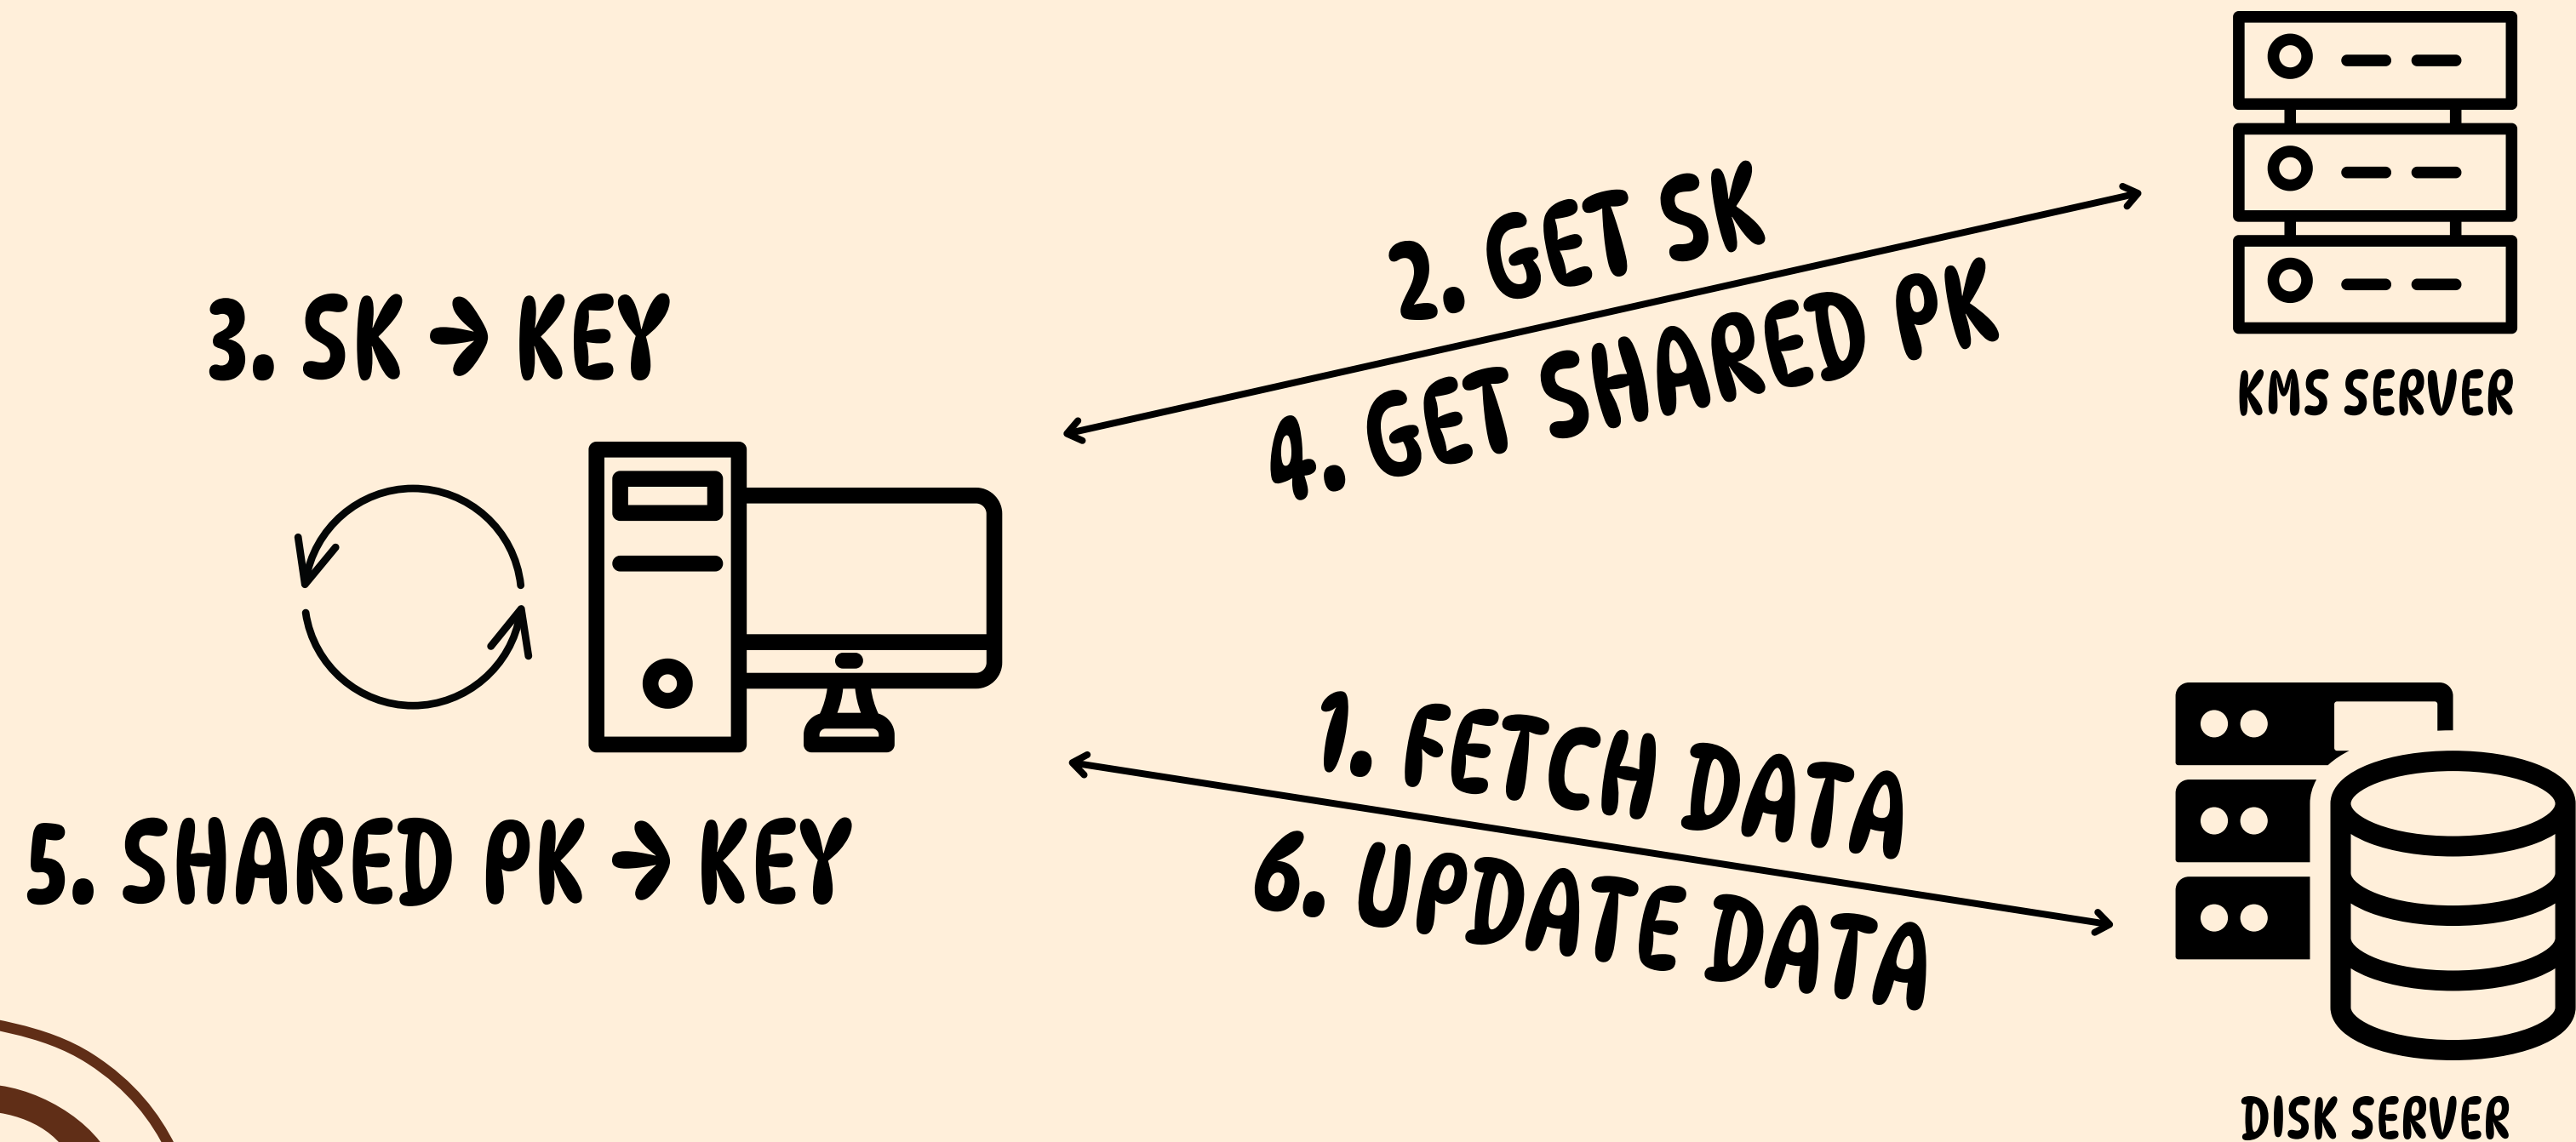 2. GET SK
4. GET SHARED PK
KMS SERVER
3. SK → KEY
1. FETCH DATA
6. UPDATE DATA
5. SHARED PK → KEY
DISK SERVER